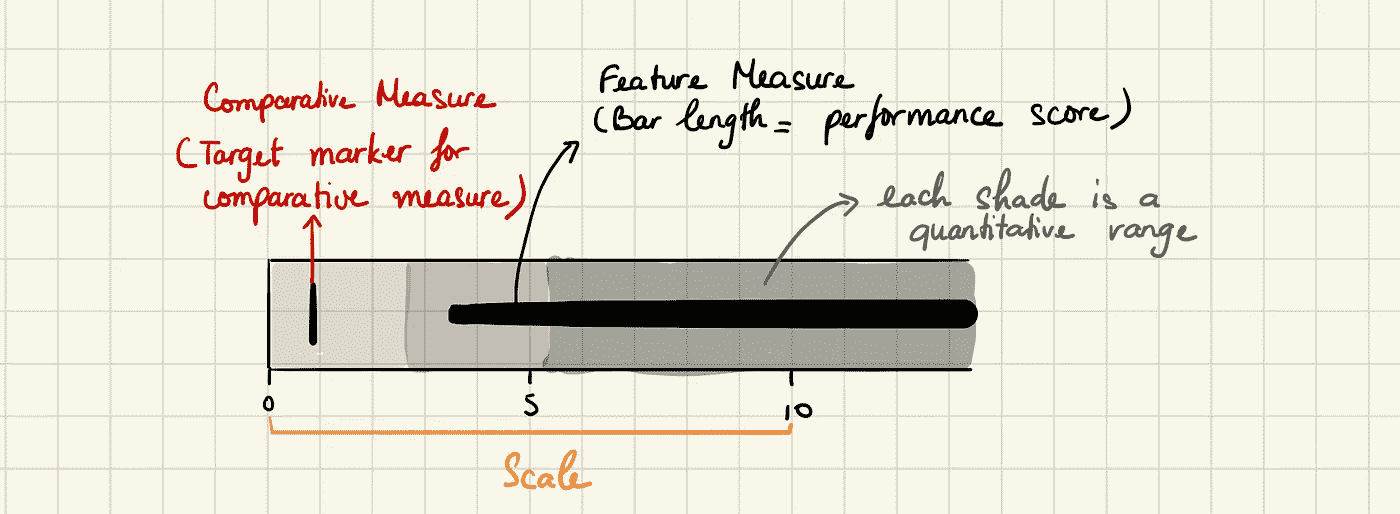 Comparative Measure
(Target marker for
comparative measure)
Feature Measure
(Bar length = performance score)
each shade is a
quantitative range
0 5 10
Scale